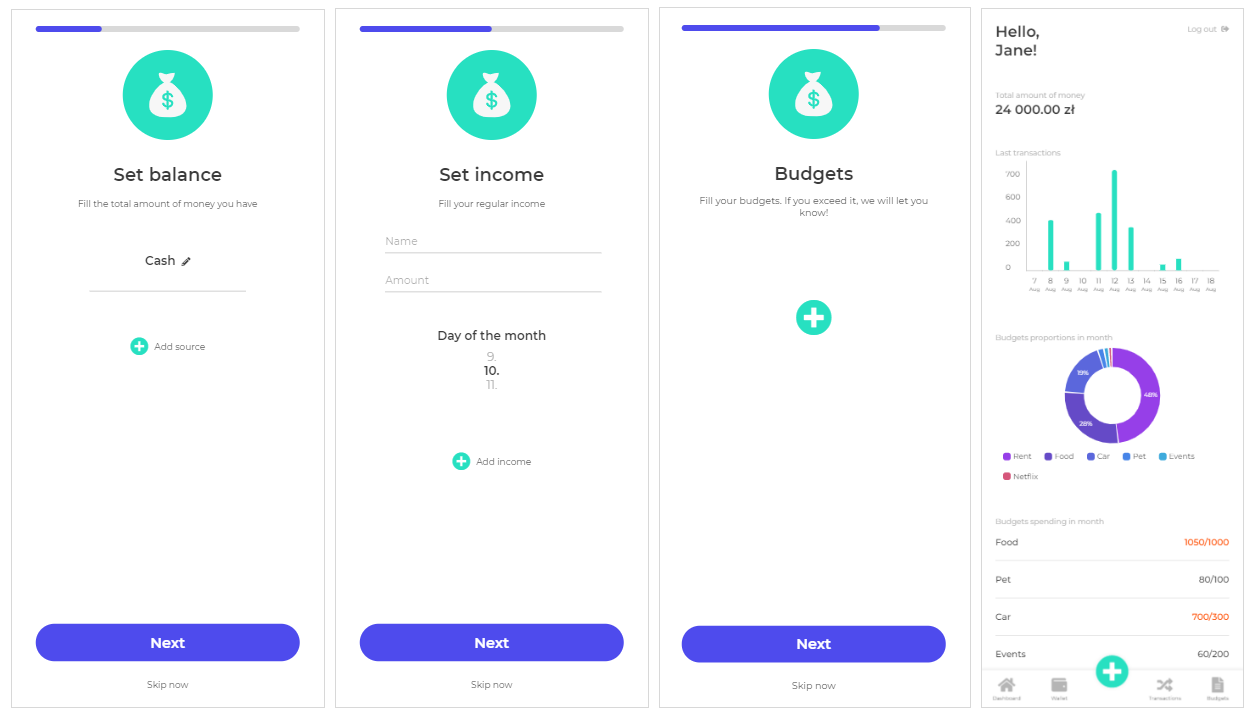 Set balance
Fill the total amount of money you have
Cash
Add source
Next
Skip now
Set income
Fill your regular income
Name
Amount
Day of the month
9.
10.
11.
Add income
Next
Skip now
Budgets
Fill your budgets. If you exceed it, we will let you
know!
Next
Skip now
Hello,
Jane!
Log out
Total amount of money
24 000.00 zł
Last transactions
700
600
400
200
0
7 8 9 10 11 12 13 14 15 16 17 18
Aug Aug Aug Aug Aug Aug Aug Aug Aug Aug Aug Aug
Budgets proportions in month
19%
48%
28%
Rent Food Car Pet Events
Netflix
Budgets spending in month
Food 1050/1000
Pet 80/100
Car 700/300
Events 60/200
Dashboard Wallet Transactions Budgets